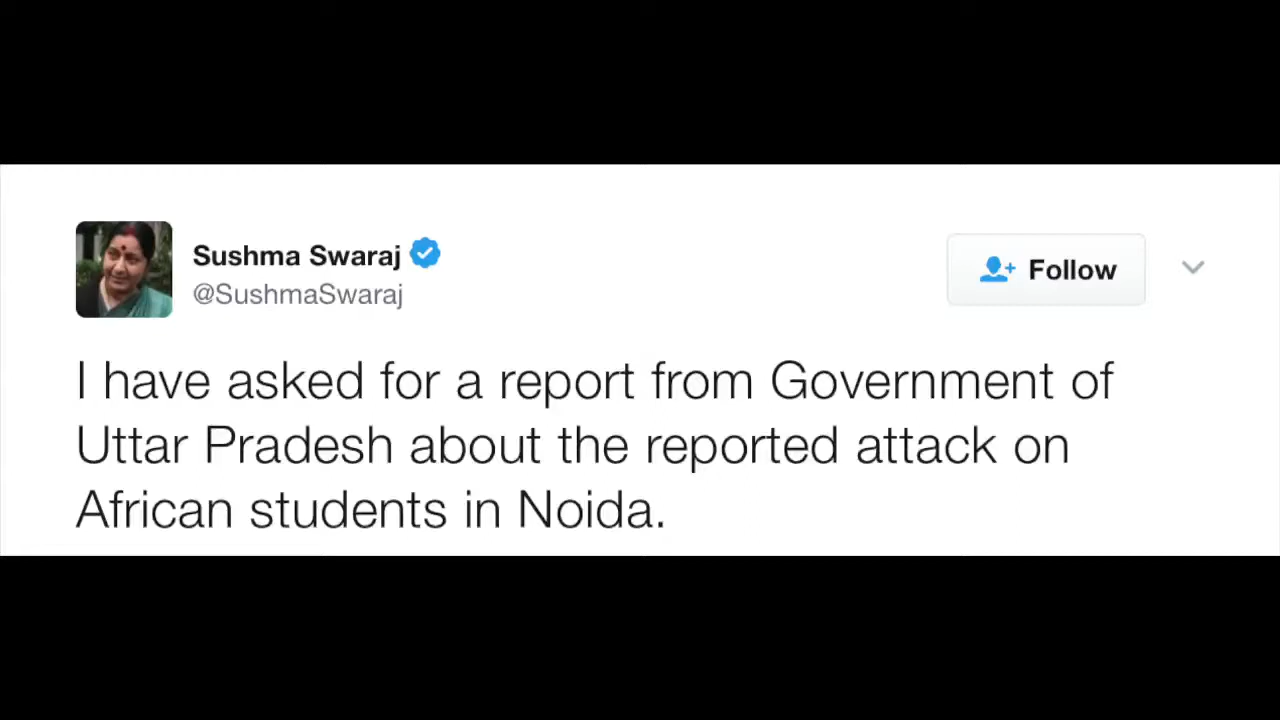 Sushma Swaraj
@SushmaSwaraj
Follow
I have asked for a report from Government of
Uttar Pradesh about the reported attack on
African students in Noida.